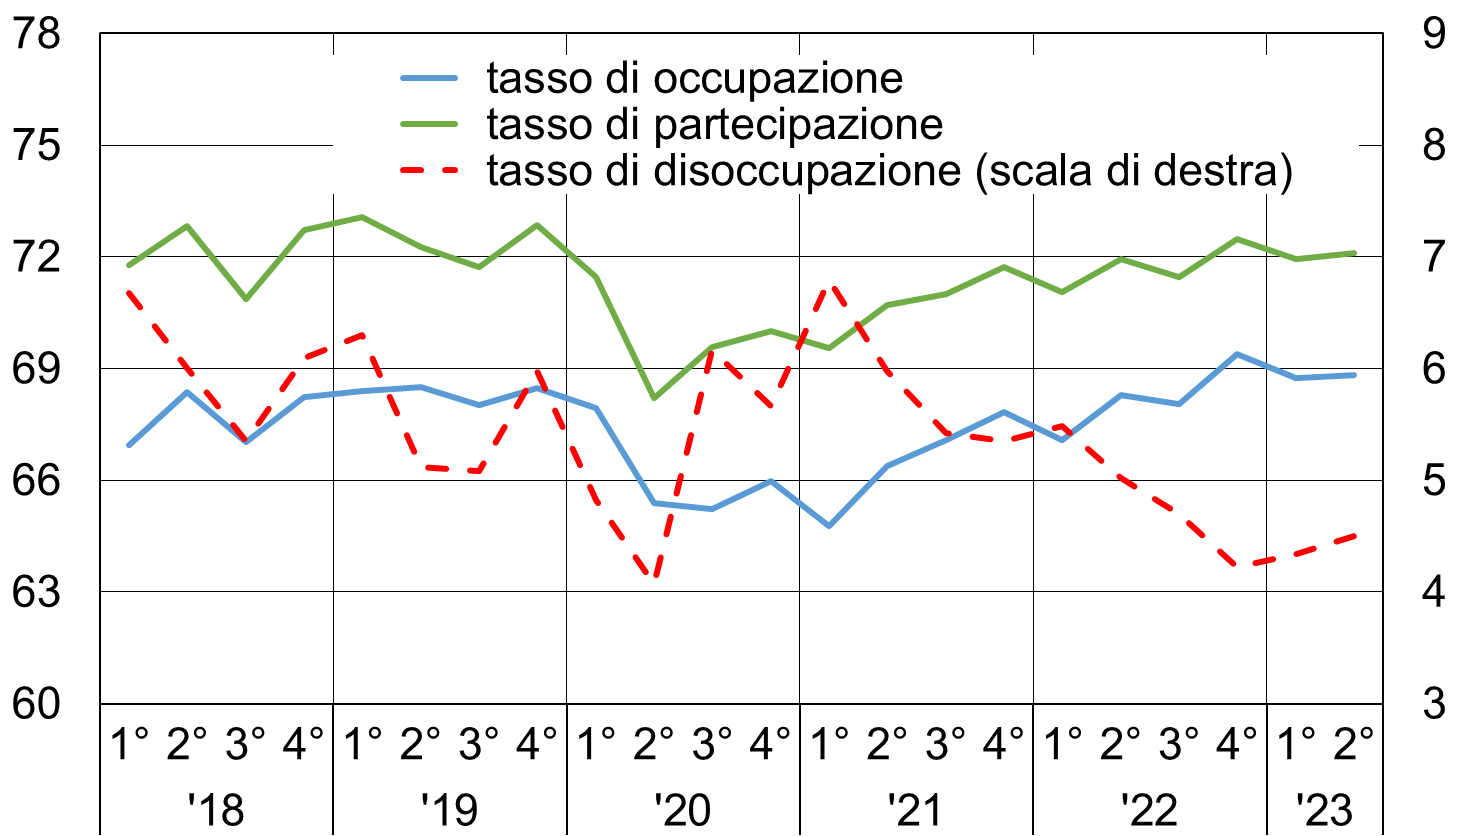 78 9
tasso di occupazione
tasso di partecipazione
75 8
tasso di disoccupazione (scala di destra)
72 7
69 6
66 5
63 4
60 3
1° 2° 3° 4° 1° 2° 3° 4° 1° 2° 3° 4° 1° 2° 3° 4° 1° 2° 3° 4° 1° 2°
'18 '19 '20 '21 '22 '23